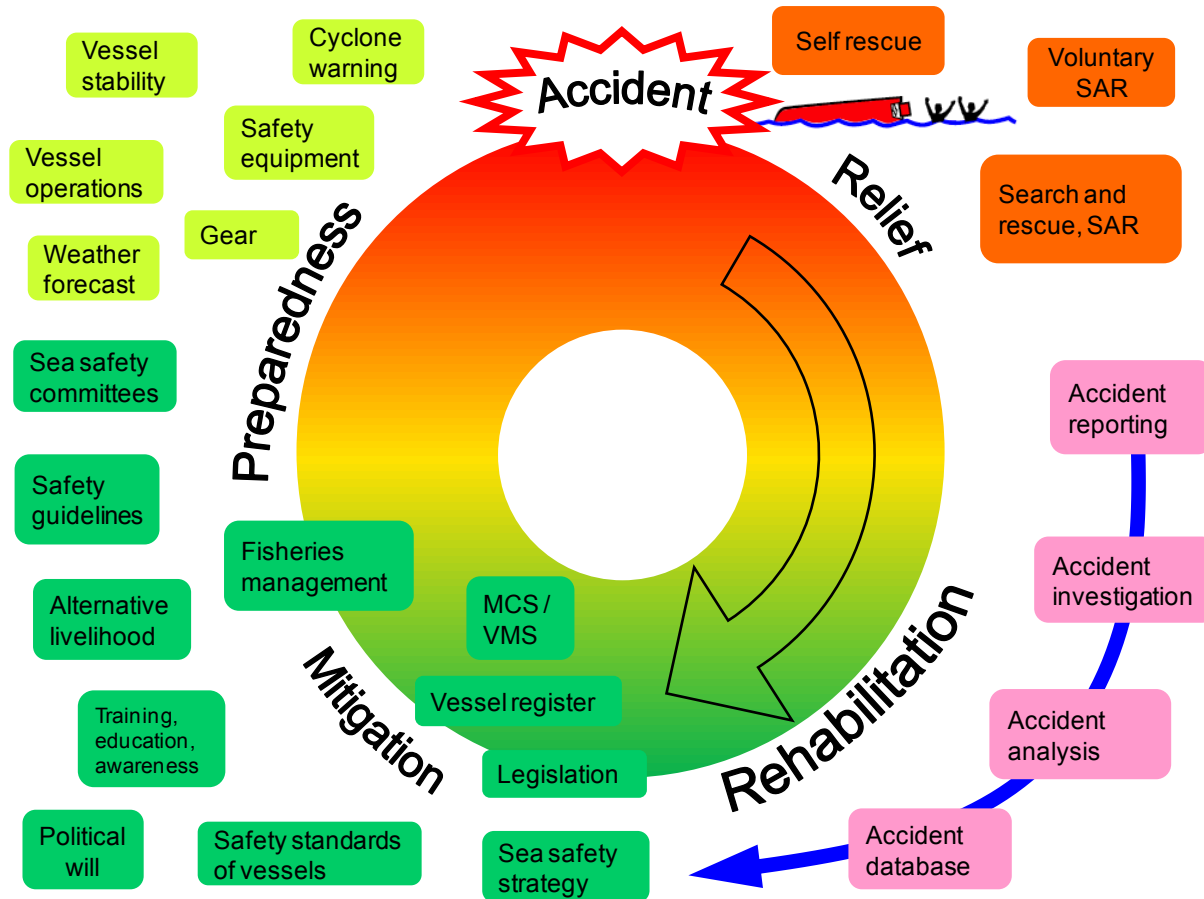 Vessel
stability
Cyclone
warning
Accident
Self rescue
Voluntary
SAR
Safety
equipment
Vessel
operations
Search and
rescue, SAR
Relief
Gear
Weather
forecast
Preparedness
Sea safety
committees
Accident
reporting
Safety
guidelines
Fisheries
management
Accident
investigation
Alternative
livelihood
MCS /
VMS
Mitigation
Vessel register
Rehabilitation
Training,
education,
awareness
Accident
analysis
Legislation
Political
will
Safety standards
of vessels
Sea safety
strategy
Accident
database